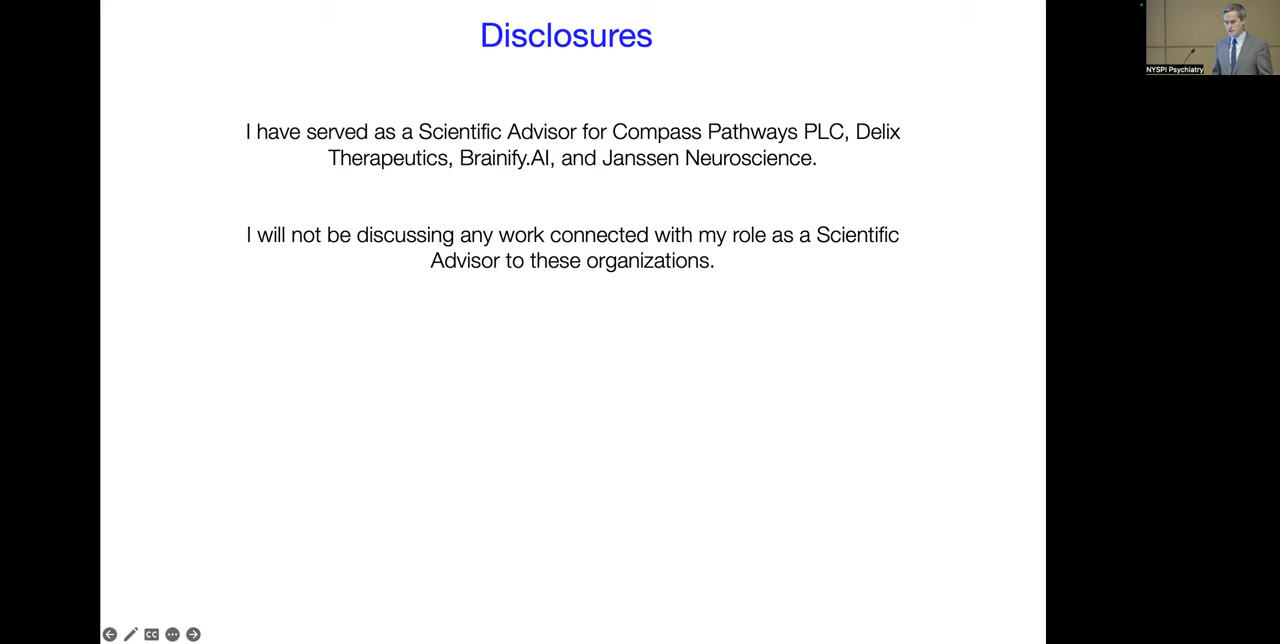 Disclosures
NYSPI Psychiatry
I have served as a Scientific Advisor for Compass Pathways PLC, Delix
Therapeutics, Brainify.AI, and Janssen Neuroscience.
I will not be discussing any work connected with my role as a Scientific
Advisor to these organizations.
CC